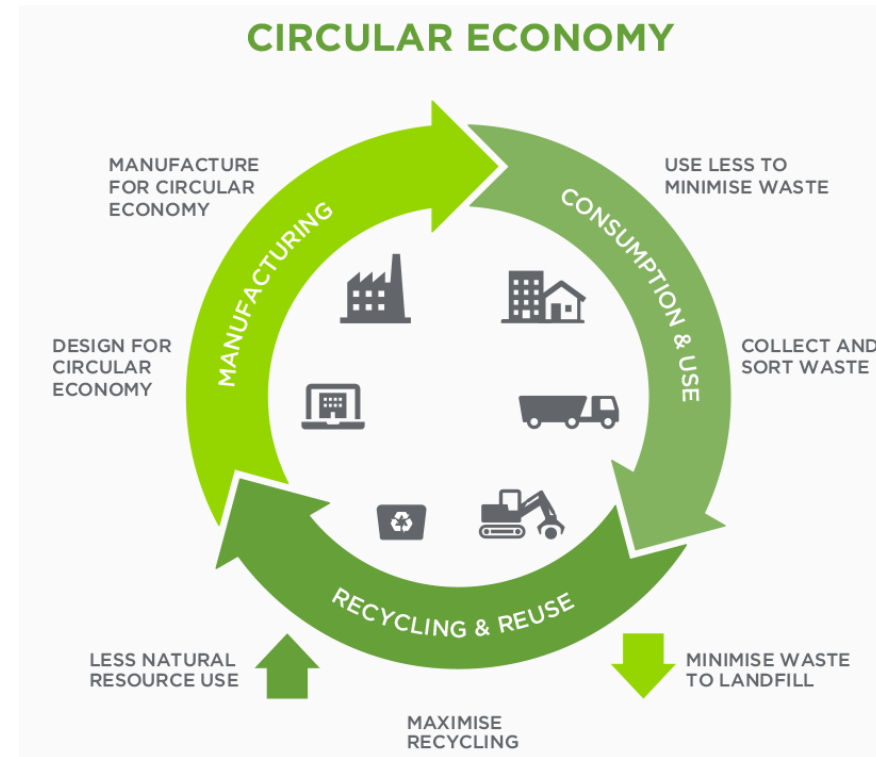 CIRCULAR ECONOMY
MANUFACTURE
FOR CIRCULAR
ECONOMY
USE LESS TO
MINIMISE WASTE
MANUFACTURING
CONSUMPTION & USE
DESIGN FOR
CIRCULAR
ECONOMY
COLLECT AND
SORT WASTE
RECYCLING & REUSE
LESS NATURAL
RESOURCE USE
MINIMISE WASTE
TO LANDFILL
MAXIMISE
RECYCLING